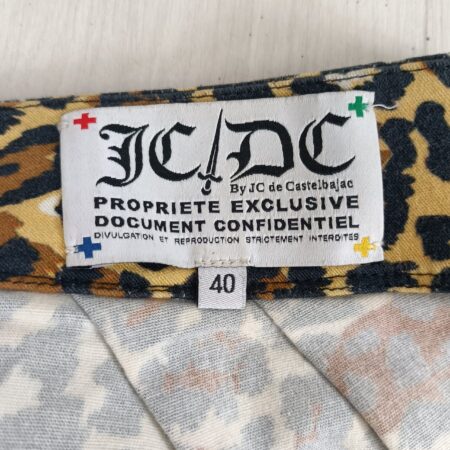 JC/DC
By JC de Castelbajac
PROPRIETE EXCLUSIVE
DOCUMENT CONFIDENTIEL
DIVULGATION ET REPRODUCTION STRICTEMENT INTERDITES
40